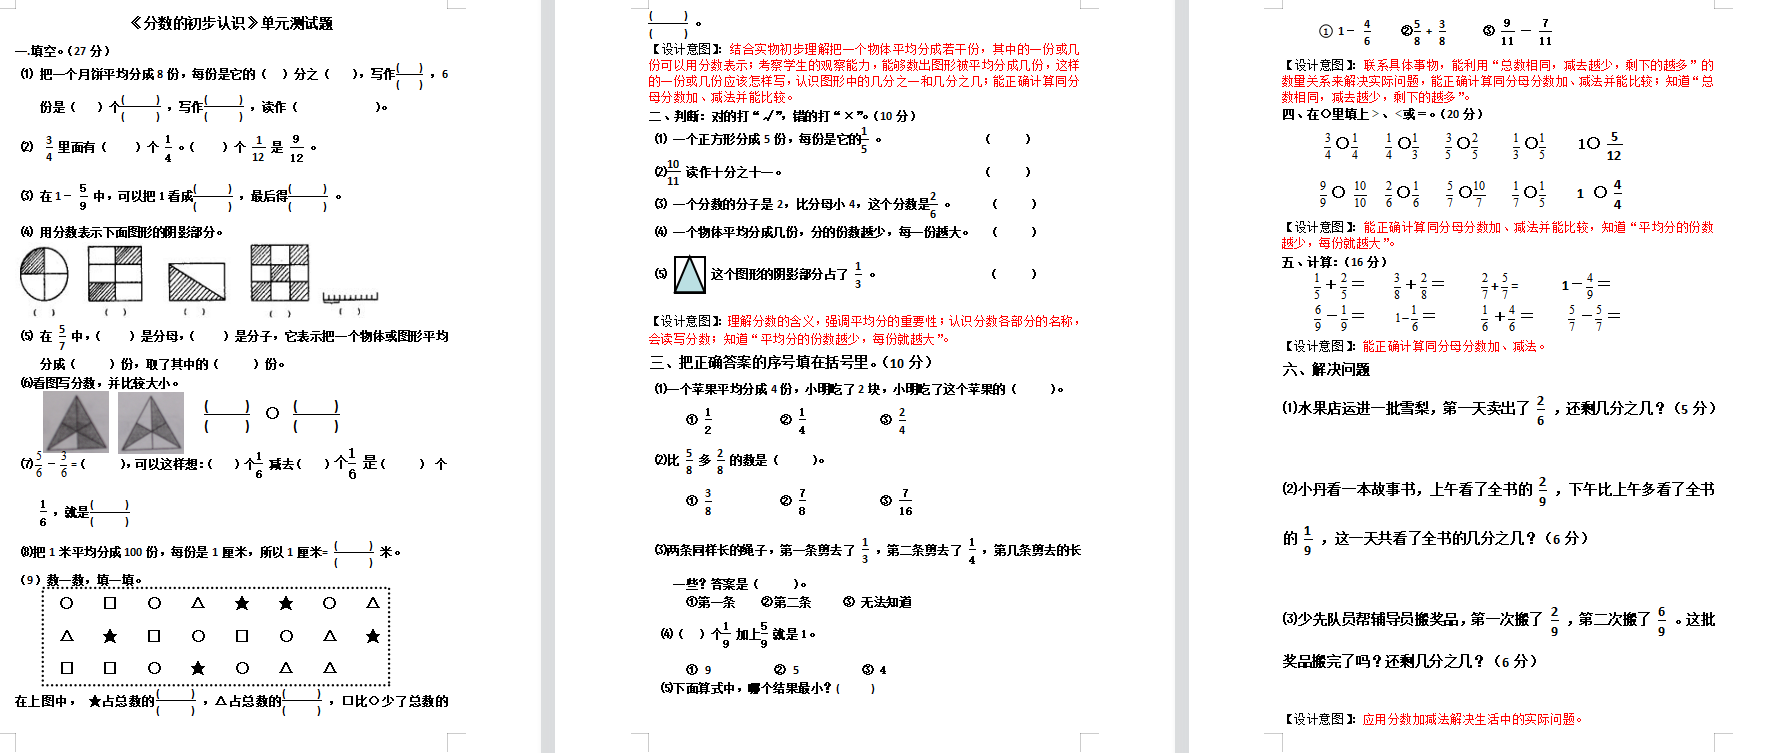 《分数的初步认识》单元测试题
一.填空。(27 分)
⑴ 把一个月饼平均分成 8 份，每份是它的（ ）分之（ ），写作( )/( ) ，6
份是（ ）个( )/( ) ，写作( )/( ) ，读作（ ）。
⑵ 3/4 里面有（ ）个 1/4 。（ ）个 1/12 是 9/12 。
⑶ 在 1－ 5/9 中，可以把 1 看成( )/( ) ，最后得( )/( ) 。
⑷ 用分数表示下面图形的阴影部分。
( ) ( ) ( ) ( ) ( )
⑸ 在 5/7 中，（ ）是分母，（ ）是分子，它表示把一个物体或图形平均
分成（ ）份，取了其中的（ ）份。
⑹看图写分数，并比较大小。
( )/( ) ○ ( )/( )
⑺5/6 － 3/6 =（ ），可以这样想：（ ）个1/6 减去（ ）个1/6 是（ ） 个
1/6 ，就是( )/( )
⑻把 1 米平均分成 100 份，每份是 1 厘米，所以 1 厘米= ( )/( ) 米。
（9）数一数，填一填。
○ □ ○ △ ★ ★ ○ △
△ ★ □ ○ □ ○ △ ★
□ □ ○ ★ ○ △ △
在上图中， ★占总数的( )/( ) ，△占总数的( )/( ) ，□比○少了总数的
( )/( ) 。
【设计意图】：结合实物初步理解把一个物体平均分成若干份，其中的一份或几
份可以用分数表示；考察学生的观察能力，能够数出图形被平均分成几份，这样
的一份或几份应该怎样写，认识图形中的几分之一和几分之几；能正确计算同分
母分数加、减法并能比较。
二、判断：对的打“√”，错的打“×”。(10 分)
⑴ 一个正方形分成 5 份，每份是它的1/5 。 （ ）
⑵10/11 读作十分之十一。 （ ）
⑶ 一个分数的分子是 2，比分母小 4，这个分数是2/6 。 （ ）
⑷ 一个物体平均分成几份，分的份数越少，每一份越大。 （ ）
⑸ 这个图形的阴影部分占了 1/3 。 （ ）
【设计意图】：理解分数的含义，强调平均分的重要性；认识分数各部分的名称，
会读写分数；知道“平均分的份数越少，每份就越大”。
三、把正确答案的序号填在括号里。(10 分)
⑴一个苹果平均分成 4 份，小明吃了 2 块，小明吃了这个苹果的（ ）。
① 1/2 ② 1/4 ③ 2/4
⑵比 5/8 多 2/8 的数是（ ）。
① 3/8 ② 7/8 ③ 7/16
⑶两条同样长的绳子，第一条剪去了 1/3 ，第二条剪去了 1/4 ，第几条剪去的长
一些？答案是（ ）。
①第一条 ②第二条 ③ 无法知道
⑷（ ）个1/9 加上5/9 就是 1。
① 9 ② 5 ③ 4
⑸下面算式中，哪个结果最小？( )
① 1－ 4/6 ②5/8 + 3/8 ③ 9/11 － 7/11
【设计意图】：联系具体事物，能利用“总数相同，减去越少，剩下的越多”的
数量关系来解决实际问题，能正确计算同分母分数加、减法并能比较；知道“总
数相同，减去越少，剩下的越多”。
四、在○里填上>、<或＝。(20 分)
3/4○1/4 1/4○1/3 3/5○2/5 1/3○1/5 1○ 5/12
9/9○ 10/10 2/6○1/6 5/7○10/7 1/7○1/5 1 ○ 4/4
【设计意图】：能正确计算同分母分数加、减法并能比较，知道“平均分的份数
越少，每份就越大”。
五、计算：(16 分)
1/5＋2/5＝ 3/8＋2/8＝ 2/7+5/7= 1－4/9＝
6/9－1/9＝ 1−1/6＝ 1/6＋4/6＝ 5/7－5/7＝
【设计意图】：能正确计算同分母分数加、减法。
六、解决问题
⑴水果店运进一批雪梨，第一天卖出了 2/6 ，还剩几分之几？（5 分）
⑵小丹看一本故事书，上午看了全书的 2/9 ，下午比上午多看了全书
的 1/9 ，这一天共看了全书的几分之几？（6 分）
⑶少先队员帮辅导员搬奖品，第一次搬了 2/9 ，第二次搬了 6/9 。这批
奖品搬完了吗？还剩几分之几？（6 分）
【设计意图】：应用分数加减法解决生活中的实际问题。